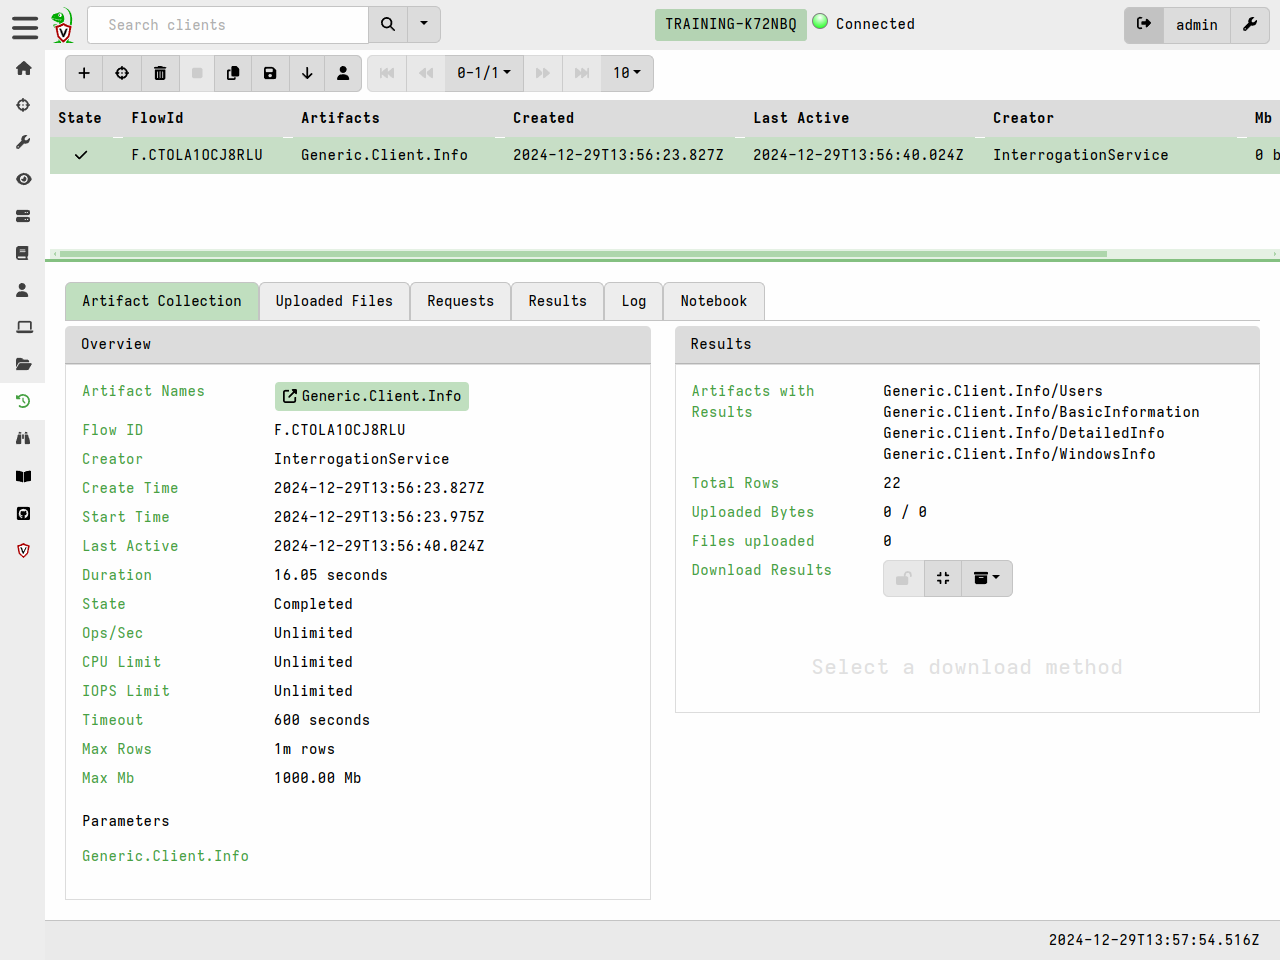 Search clients
TRAINING-K72NBQ Connected
admin
0-1/1
10
State FlowId Artifacts Created Last Active Creator Mb
F.CTOLA1OCJ8RLU Generic.Client.Info 2024-12-29T13:56:23.827Z 2024-12-29T13:56:40.024Z InterrogationService 0 b
Artifact Collection Uploaded Files Requests Results Log Notebook
Overview
Artifact Names Generic.Client.Info
Flow ID F.CTOLA1OCJ8RLU
Creator InterrogationService
Create Time 2024-12-29T13:56:23.827Z
Start Time 2024-12-29T13:56:23.975Z
Last Active 2024-12-29T13:56:40.024Z
Duration 16.05 seconds
State Completed
Ops/Sec Unlimited
CPU Limit Unlimited
IOPS Limit Unlimited
Timeout 600 seconds
Max Rows 1m rows
Max Mb 1000.00 Mb
Parameters
Generic.Client.Info
Results
Artifacts with Results Generic.Client.Info/Users
Generic.Client.Info/BasicInformation
Generic.Client.Info/DetailedInfo
Generic.Client.Info/WindowsInfo
Total Rows 22
Uploaded Bytes 0 / 0
Files uploaded 0
Download Results
Select a download method
2024-12-29T13:57:54.516Z